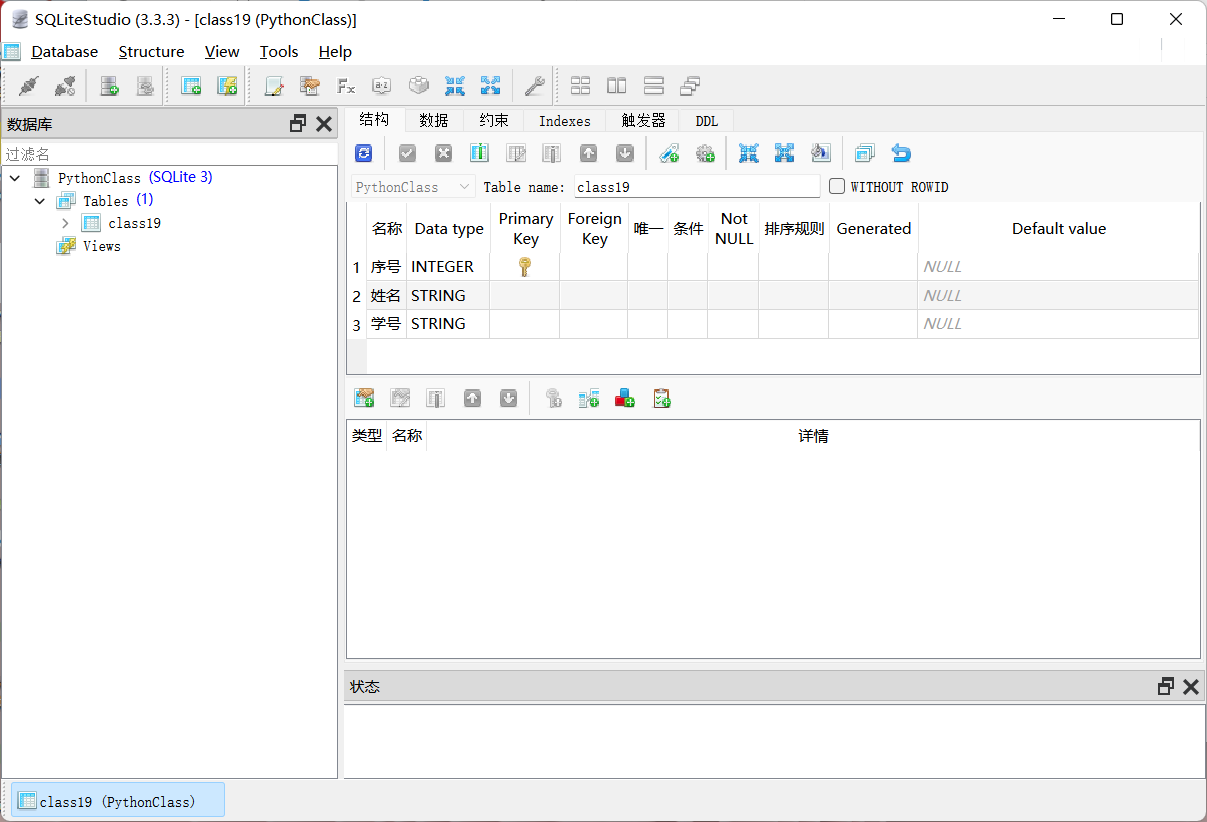 SQLiteStudio (3.3.3) - [class19 (PythonClass)]
Database Structure View Tools Help
数据库
过滤名
PythonClass (SQLite 3)
Tables (1)
class19
Views
结构 数据 约束 Indexes 触发器 DDL
PythonClass Table name: class19 WITHOUT ROWID
名称 Data type Primary Key Foreign Key 唯一 条件 Not NULL 排序规则 Generated Default value
1 序号 INTEGER NULL
2 姓名 STRING NULL
3 学号 STRING NULL
类型 名称 详情
状态
class19 (PythonClass)